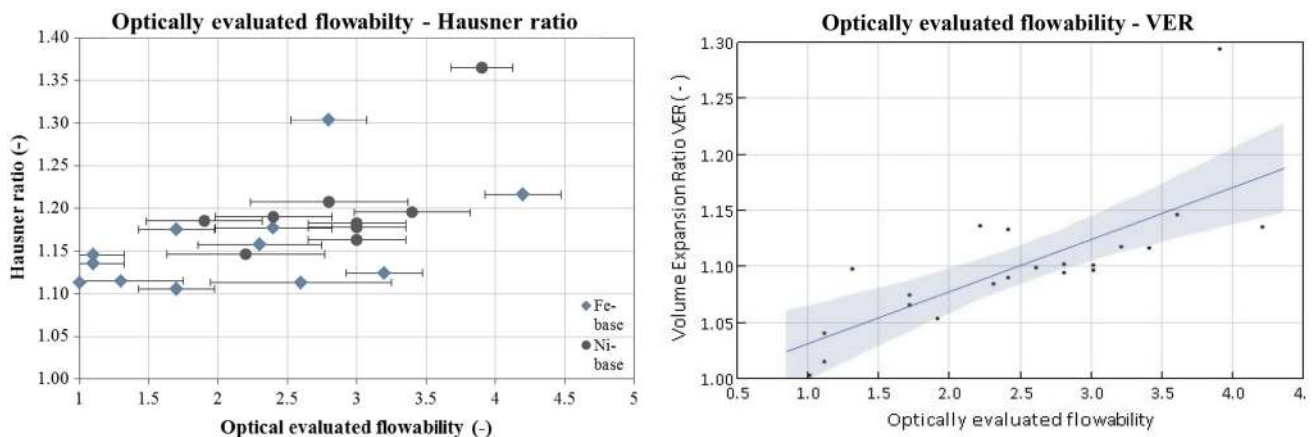 Optically evaluated flowabilty - Hausner ratio
1.40
1.35
1.30
1.25
1.20
1.15
1.10
1.05
1.00
Hausner ratio (-)
1 1.5 2 2.5 3 3.5 4 4.5 5
Optical evaluated flowability (-)
Fe-
base
Ni-
base
Optically evaluated flowability - VER
1.30
1.25
1.20
1.15
1.10
1.05
1.00
Volume Expansion Ratio VER ( - )
0.5 1.0 1.5 2.0 2.5 3.0 3.5 4.0 4.
Optically evaluated flowability